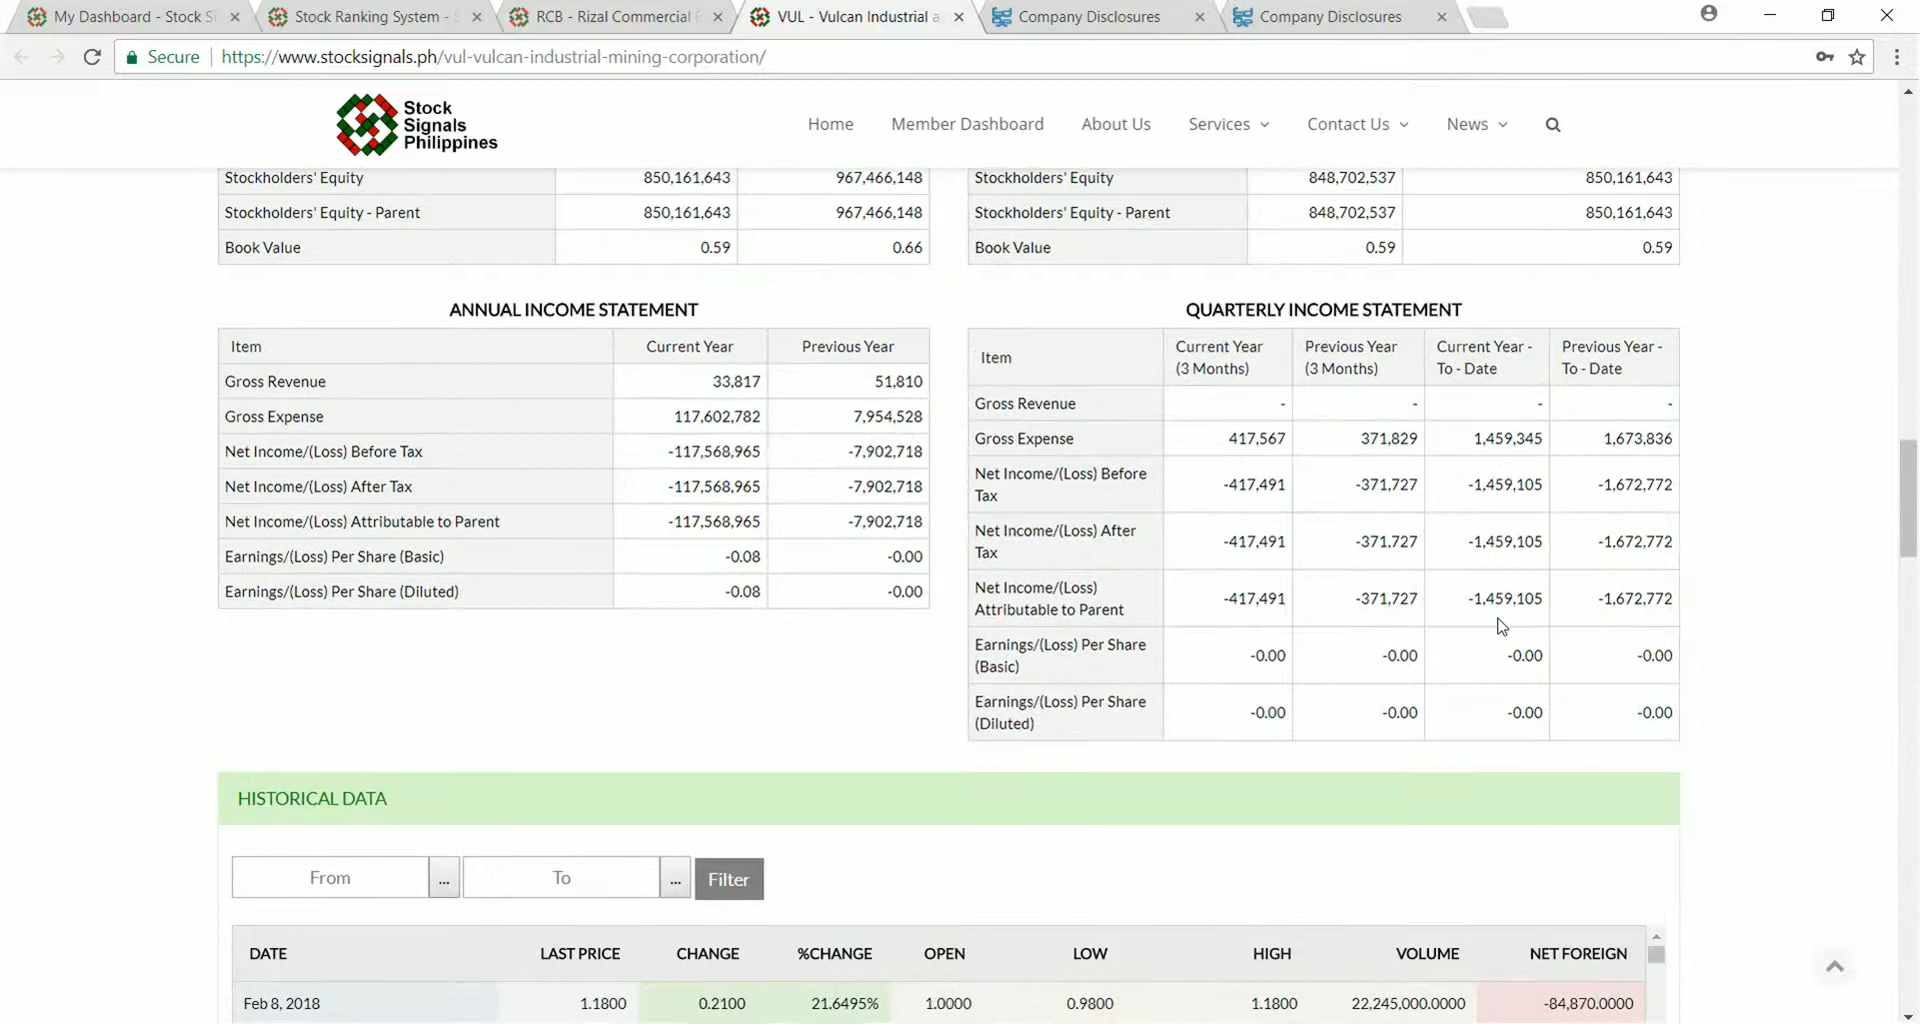 My Dashboard - Stock S
Stock Ranking System -
RCB - Rizal Commercial
VUL - Vulcan Industrial a
Company Disclosures
Company Disclosures
Secure
https://www.stocksignals.ph/vul-vulcan-industrial-mining-corporation/
Stock
Signals
Philippines
Home
Member Dashboard
About Us
Services
Contact Us
News
Stockholders' Equity 850,161,643 967,466,148
Stockholders' Equity - Parent 850,161,643 967,466,148
Book Value 0.59 0.66
Stockholders' Equity 848,702,537 850,161,643
Stockholders' Equity - Parent 848,702,537 850,161,643
Book Value 0.59 0.59
ANNUAL INCOME STATEMENT
Item Current Year Previous Year
Gross Revenue 33,817 51,810
Gross Expense 117,602,782 7,954,528
Net Income/(Loss) Before Tax -117,568,965 -7,902,718
Net Income/(Loss) After Tax -117,568,965 -7,902,718
Net Income/(Loss) Attributable to Parent -117,568,965 -7,902,718
Earnings/(Loss) Per Share (Basic) -0.08 -0.00
Earnings/(Loss) Per Share (Diluted) -0.08 -0.00
QUARTERLY INCOME STATEMENT
Item
Current Year
(3 Months)
Previous Year
(3 Months)
Current Year -
To - Date
Previous Year -
To - Date
Gross Revenue - - - -
Gross Expense 417,567 371,829 1,459,345 1,673,836
Net Income/(Loss) Before
Tax
-417,491 -371,727 -1,459,105 -1,672,772
Net Income/(Loss) After
Tax
-417,491 -371,727 -1,459,105 -1,672,772
Net Income/(Loss)
Attributable to Parent
-417,491 -371,727 -1,459,105 -1,672,772
Earnings/(Loss) Per Share
(Basic)
-0.00 -0.00 -0.00 -0.00
Earnings/(Loss) Per Share
(Diluted)
-0.00 -0.00 -0.00 -0.00
HISTORICAL DATA
From ... To ... Filter
DATE LAST PRICE CHANGE %CHANGE OPEN LOW HIGH VOLUME NET FOREIGN
Feb 8, 2018 1.1800 0.2100 21.6495% 1.0000 0.9800 1.1800 22,245,000.0000 -84,870.0000